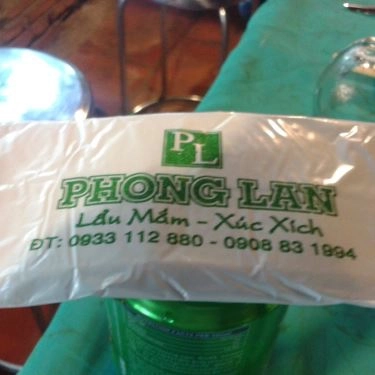 PL
PHONG LAN
Lẩu Mắm - Xúc Xích
ĐT: 0933 112 880 - 0908 83 1994